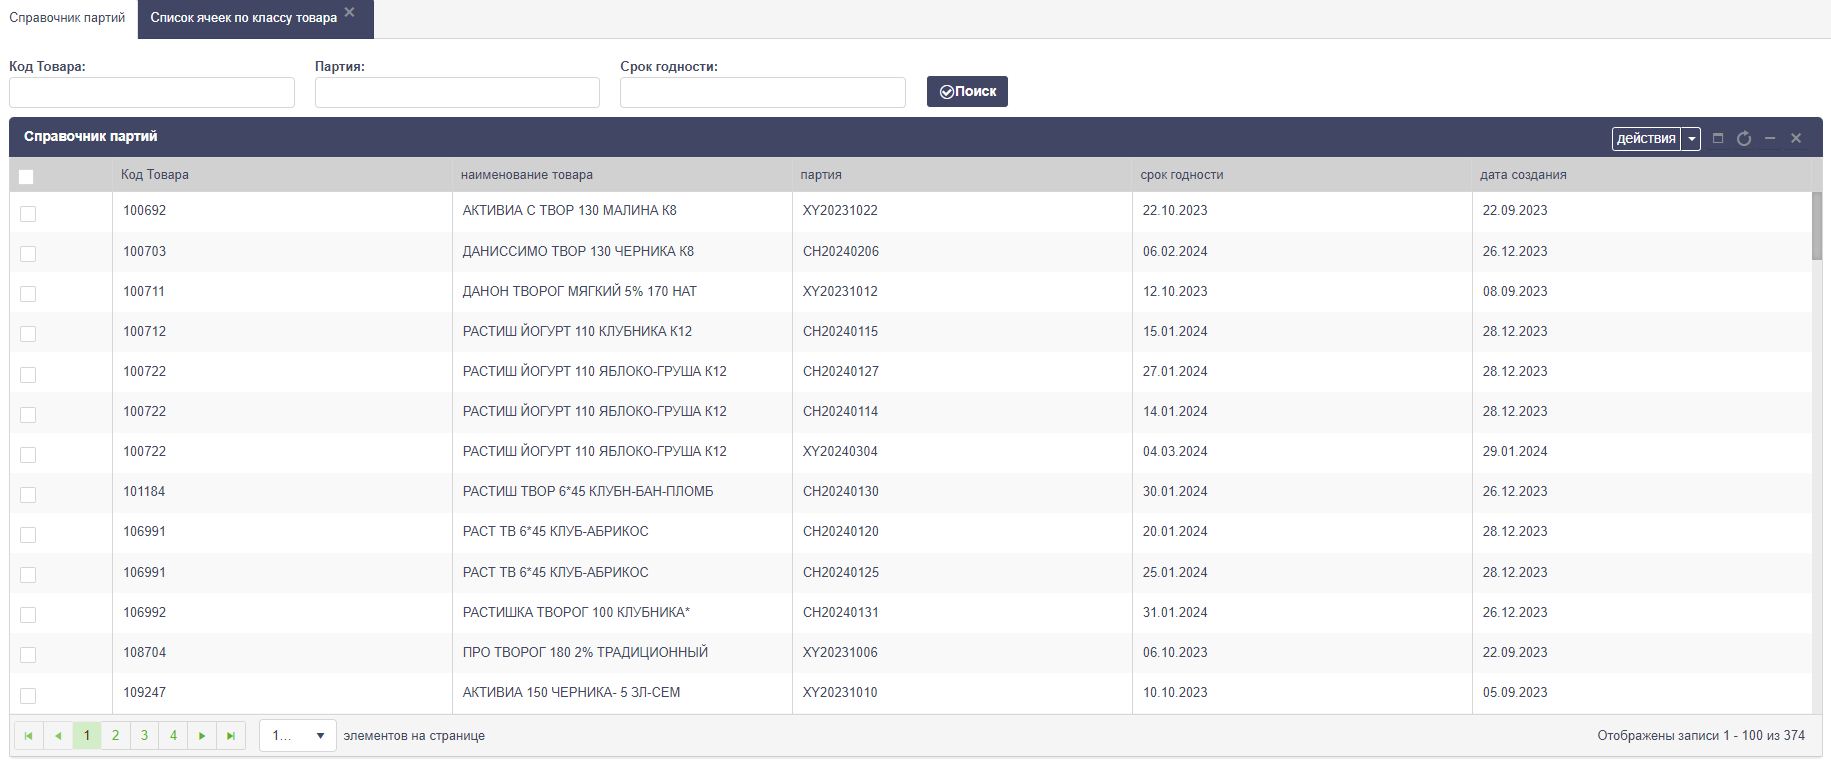 Справочник партий Список ячеек по классу товара
Код Товара: Партия: Срок годности:
Поиск
Справочник партий действия
Код Товара наименование товара партия срок годности дата создания
100692 АКТИВИА С ТВОР 130 МАЛИНА К8 XY20231022 22.10.2023 22.09.2023
100703 ДАНИССИМО ТВОР 130 ЧЕРНИКА К8 CH20240206 06.02.2024 26.12.2023
100711 ДАНОН ТВОРОГ МЯГКИЙ 5% 170 НАТ XY20231012 12.10.2023 08.09.2023
100712 РАСТИШ ЙОГУРТ 110 КЛУБНИКА К12 CH20240115 15.01.2024 28.12.2023
100722 РАСТИШ ЙОГУРТ 110 ЯБЛОКО-ГРУША К12 CH20240127 27.01.2024 28.12.2023
100722 РАСТИШ ЙОГУРТ 110 ЯБЛОКО-ГРУША К12 CH20240114 14.01.2024 28.12.2023
100722 РАСТИШ ЙОГУРТ 110 ЯБЛОКО-ГРУША К12 XY20240304 04.03.2024 29.01.2024
101184 РАСТИШ ТВОР 6*45 КЛУБН-БАН-ПЛОМБ CH20240130 30.01.2024 26.12.2023
106991 РАСТ ТВ 6*45 КЛУБ-АБРИКОС CH20240120 20.01.2024 28.12.2023
106991 РАСТ ТВ 6*45 КЛУБ-АБРИКОС CH20240125 25.01.2024 28.12.2023
106992 РАСТИШКА ТВОРОГ 100 КЛУБНИКА* CH20240131 31.01.2024 26.12.2023
108704 ПРО ТВОРОГ 180 2% ТРАДИЦИОННЫЙ XY20231006 06.10.2023 22.09.2023
109247 АКТИВИА 150 ЧЕРНИКА- 5 ЗЛ-СЕМ XY20231010 10.10.2023 05.09.2023
1 2 3 4 1... элементов на странице Отображены записи 1 - 100 из 374